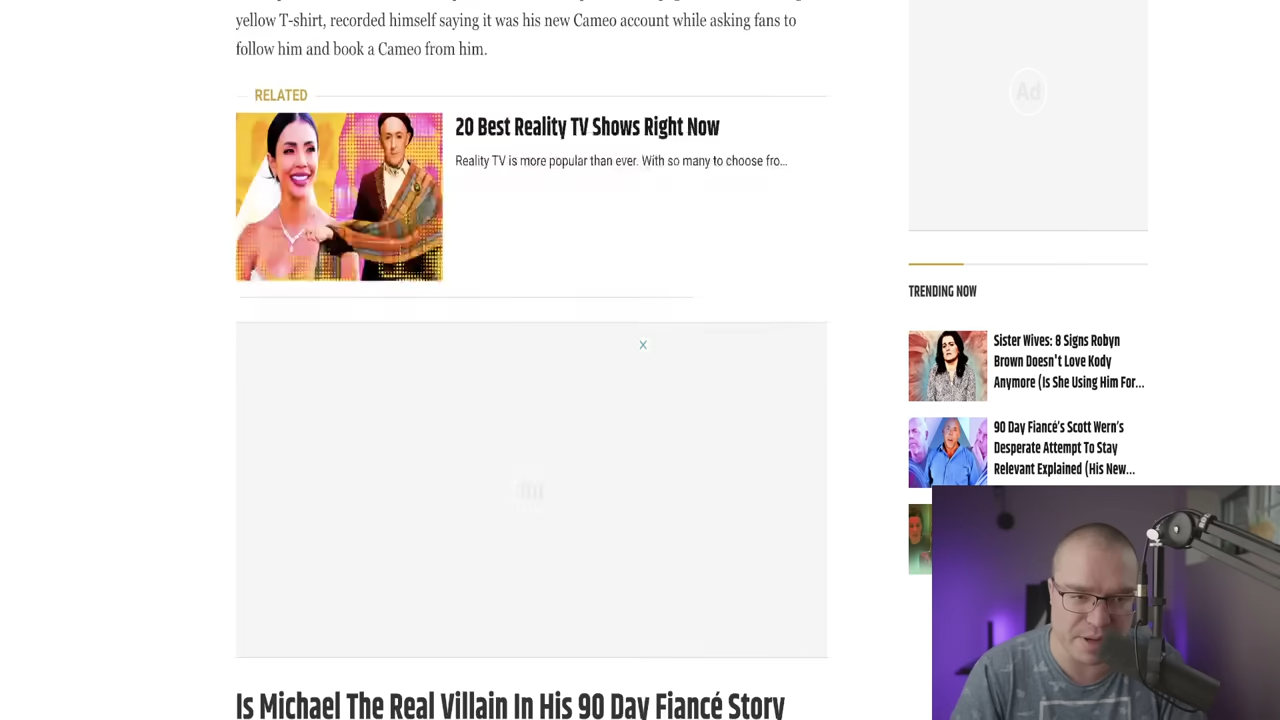 yellow T-shirt, recorded himself saying it was his new Cameo account while asking fans to
follow him and book a Cameo from him.
RELATED
20 Best Reality TV Shows Right Now
Reality TV is more popular than ever. With so many to choose fro...
Ad
TRENDING NOW
Sister Wives: 8 Signs Robyn
Brown Doesn't Love Kody
Anymore (Is She Using Him For...
90 Day Fiancé's Scott Wern's
Desperate Attempt To Stay
Relevant Explained (His New...
Is Michael The Real Villain In His 90 Day Fiancé Story